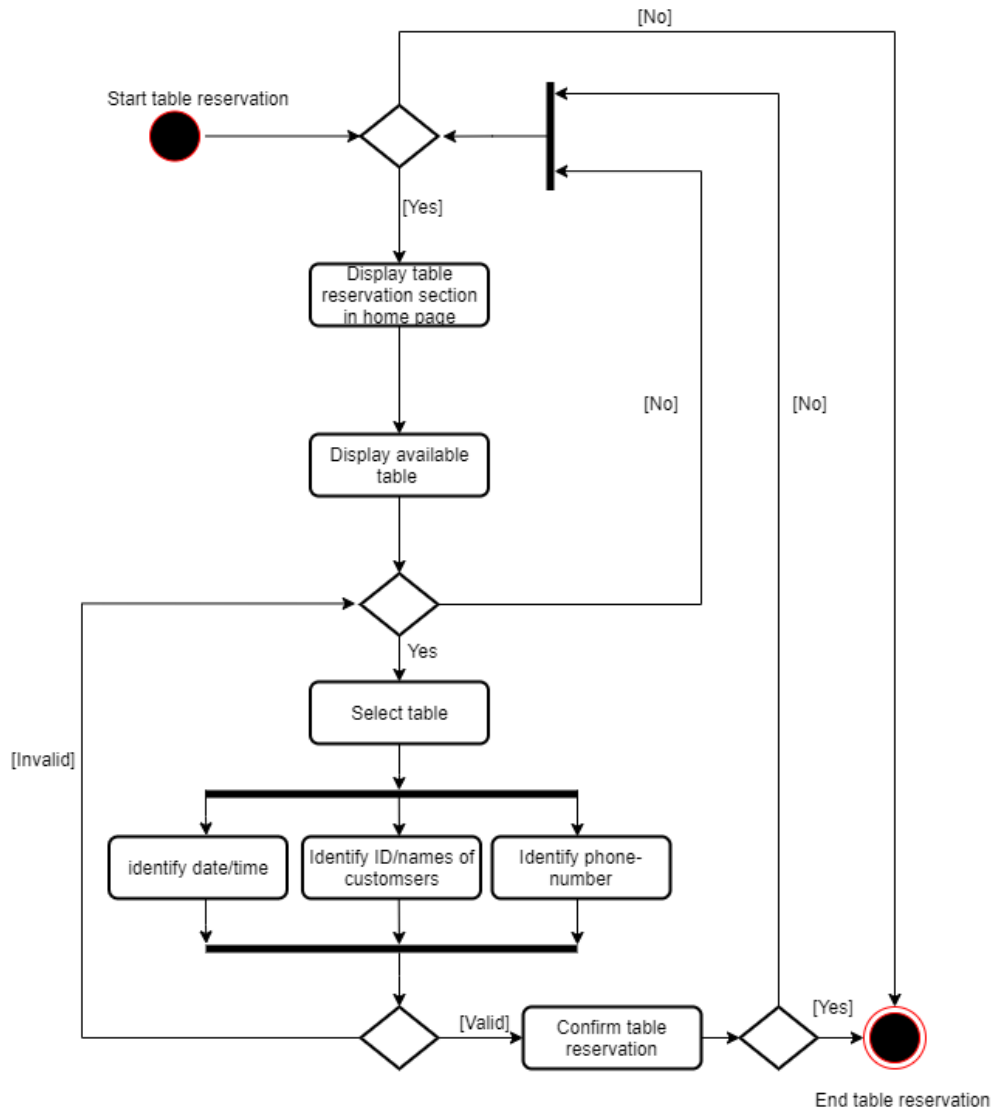 [No]
Start table reservation
[Yes]
Display table
reservation section
in home page
[No]
[No]
Display available
table
Yes
Select table
[Invalid]
identify date/time
Identify ID/names of
customsers
Identify phone-
number
[Valid]
Confirm table
reservation
[Yes]
End table reservation